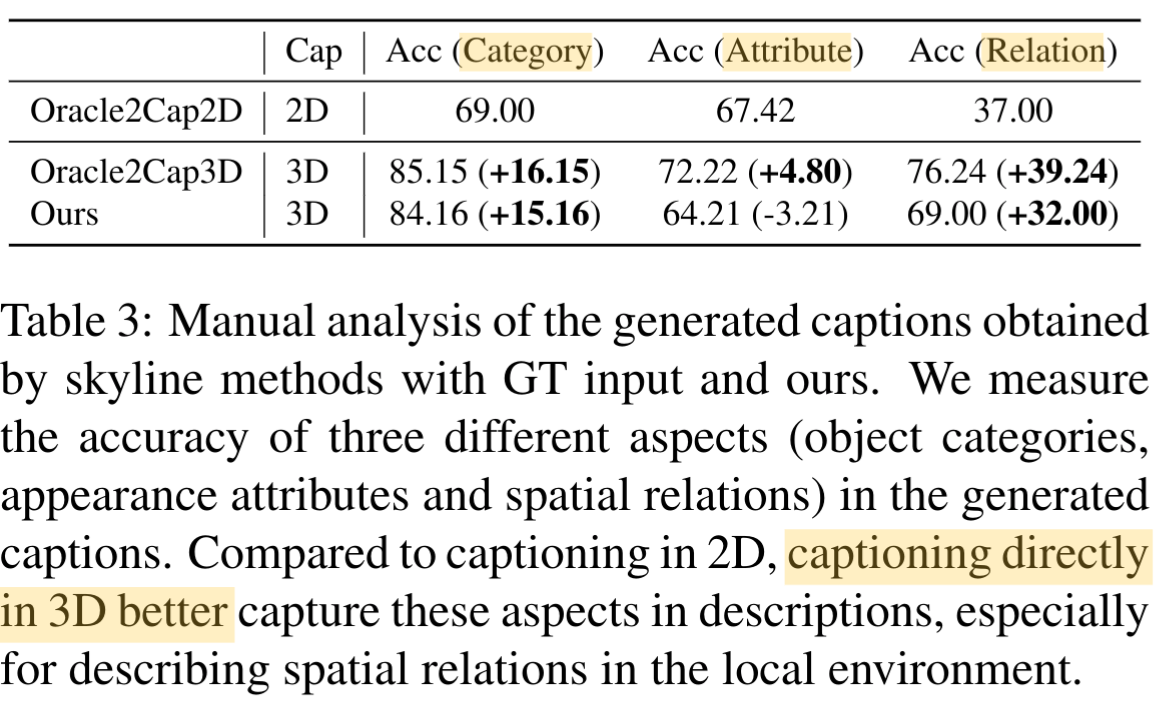 Cap Acc (Category) Acc (Attribute) Acc (Relation)
Oracle2Cap2D 2D 69.00 67.42 37.00
Oracle2Cap3D 3D 85.15 (+16.15) 72.22 (+4.80) 76.24 (+39.24)
Ours 3D 84.16 (+15.16) 64.21 (-3.21) 69.00 (+32.00)
Table 3: Manual analysis of the generated captions obtained
by skyline methods with GT input and ours. We measure
the accuracy of three different aspects (object categories,
appearance attributes and spatial relations) in the generated
captions. Compared to captioning in 2D, captioning directly
in 3D better capture these aspects in descriptions, especially
for describing spatial relations in the local environment.